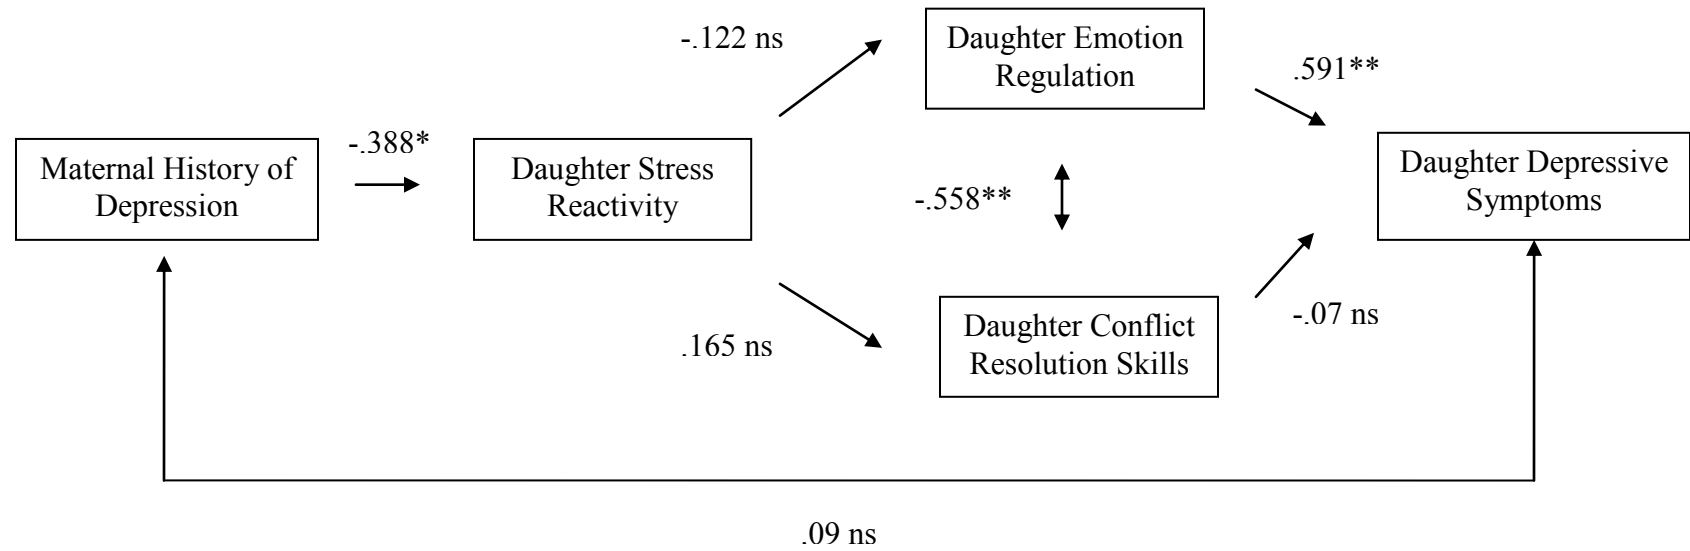 -.122 ns
Daughter Emotion
Regulation
.591**
-.388*
Maternal History of
Depression
Daughter Stress
Reactivity
-.558**
Daughter Depressive
Symptoms
.165 ns
Daughter Conflict
Resolution Skills
-.07 ns
.09 ns